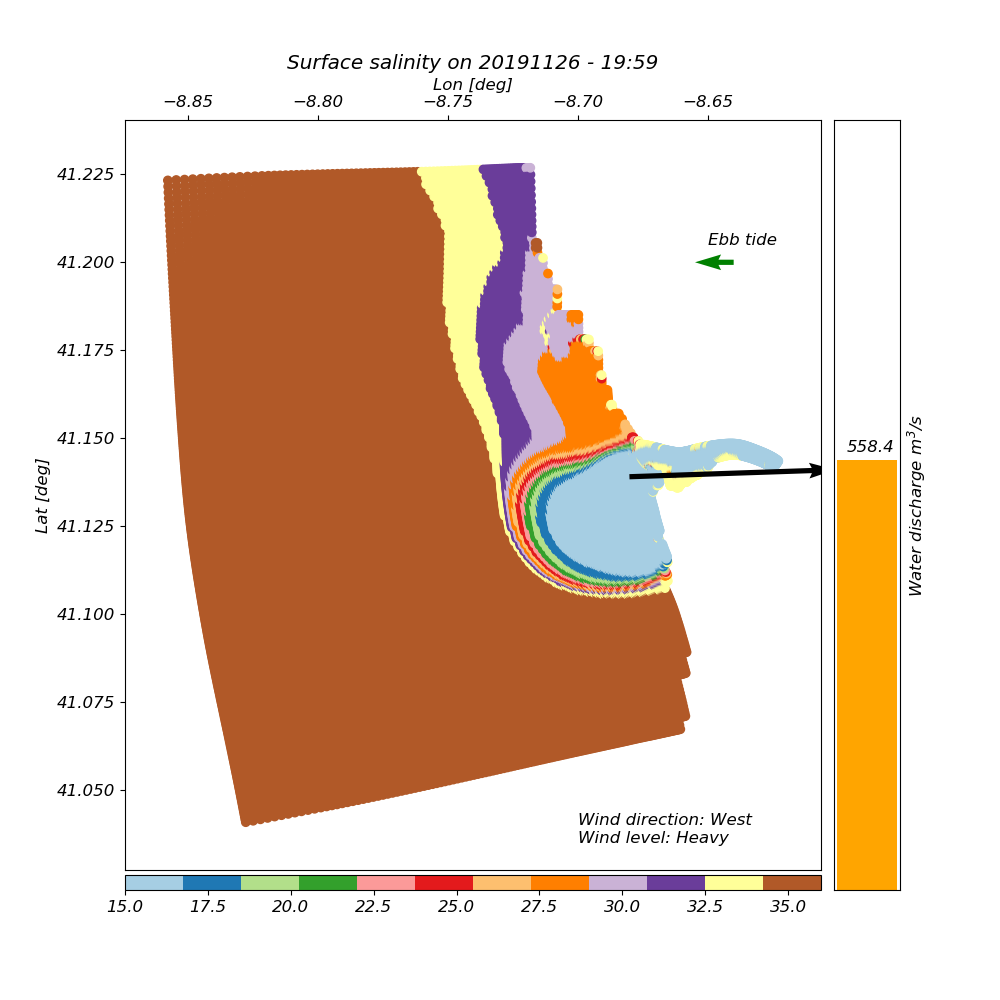 Surface salinity on 20191126 - 19:59
Lon [deg]
−8.85 −8.80 −8.75 −8.70 −8.65
41.225
41.200
41.175
41.150
41.125
41.100
41.075
41.050
Lat [deg]
Ebb tide
558.4
Water discharge m³/s
Wind direction: West
Wind level: Heavy
15.0 17.5 20.0 22.5 25.0 27.5 30.0 32.5 35.0